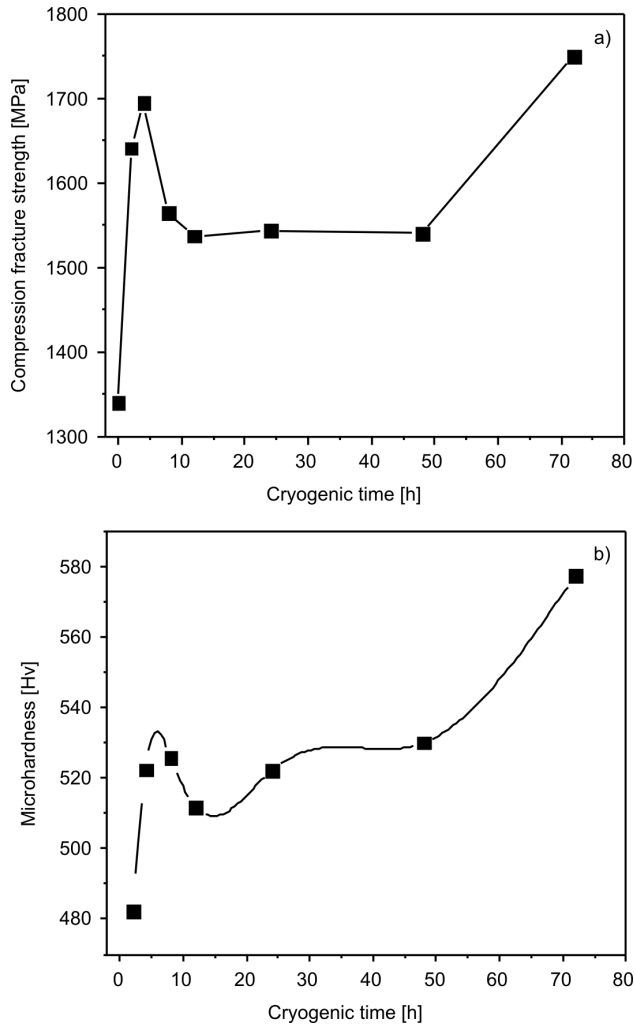 a)
1800
1700
1600
1500
1400
1300
Compression fracture strength [MPa]
0 10 20 30 40 50 60 70 80
Cryogenic time [h]
b)
580
560
540
520
500
480
Microhardness [Hv]
0 10 20 30 40 50 60 70 80
Cryogenic time [h]